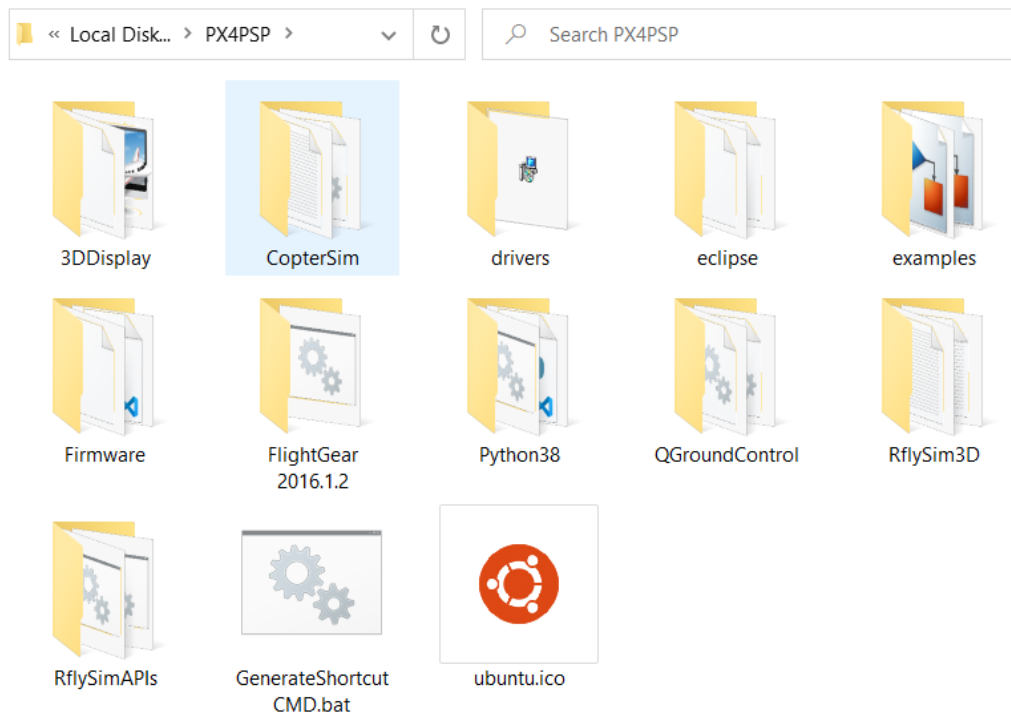 « Local Disk... > PX4PSP >
Search PX4PSP
3DDisplay
CopterSim
drivers
eclipse
examples
Firmware
FlightGear
2016.1.2
Python38
QGroundControl
RflySim3D
RflySimAPIs
GenerateShortcut
CMD.bat
ubuntu.ico